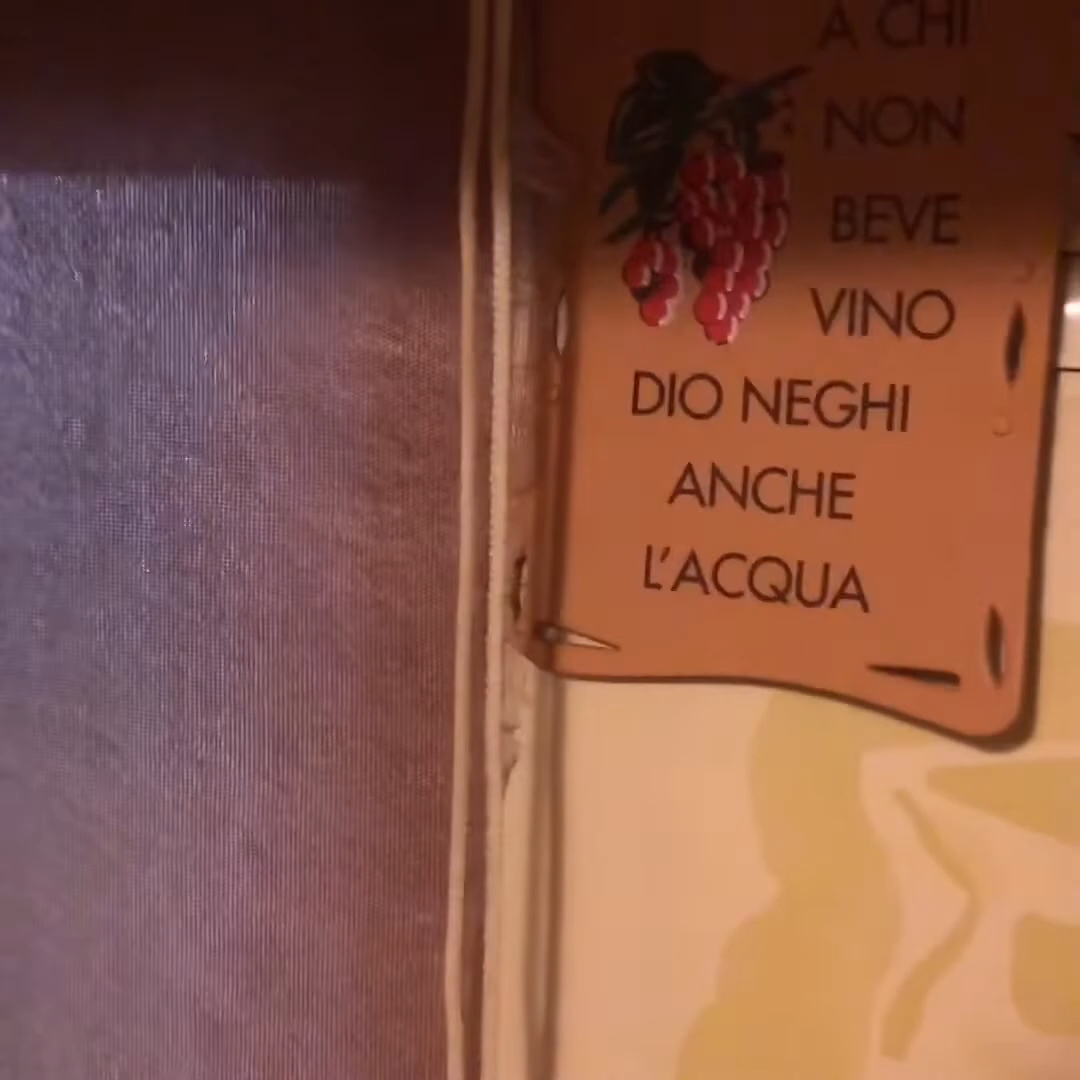 A CHI
NON
BEVE
VINO
DIO NEGHI
ANCHE
L'ACQUA